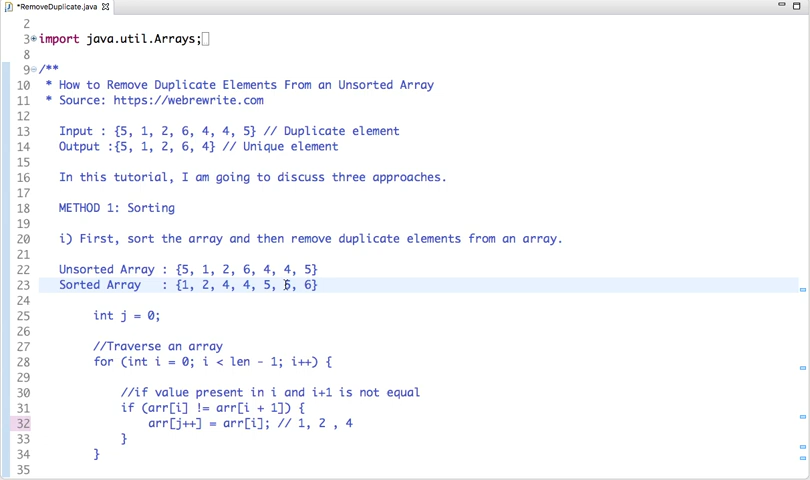 *RemoveDuplicate.java
2
3 import java.util.Arrays;
8
9 /**
10 * How to Remove Duplicate Elements From an Unsorted Array
11 * Source: https://webrewrite.com
12
13 Input : {5, 1, 2, 6, 4, 4, 5} // Duplicate element
14 Output :{5, 1, 2, 6, 4} // Unique element
15
16 In this tutorial, I am going to discuss three approaches.
17
18 METHOD 1: Sorting
19
20 i) First, sort the array and then remove duplicate elements from an array.
21
22 Unsorted Array : {5, 1, 2, 6, 4, 4, 5}
23 Sorted Array : {1, 2, 4, 4, 5, 6, 6}
24
25 int j = 0;
26
27 //Traverse an array
28 for (int i = 0; i < len - 1; i++) {
29
30 //if value present in i and i+1 is not equal
31 if (arr[i] != arr[i + 1]) {
32 arr[j++] = arr[i]; // 1, 2 , 4
33 }
34 }
35